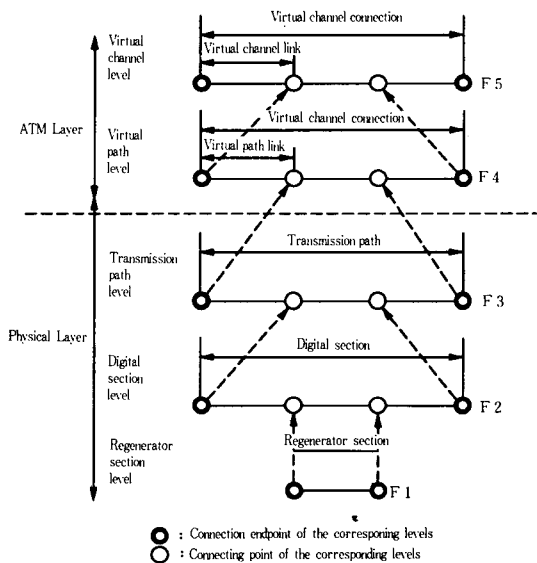 Virtual channel connection
Virtual
channel
level
Virtual channel link
F 5
ATM Layer
Virtual channel connection
Virtual
path
level
Virtual path link
F 4
Transmission path
Transmission
path
level
F 3
Physical Layer
Digital section
Digital
section
level
F 2
Regenerator section
Regenerator
section
level
F 1
: Connection endpoint of the corresponing levels
: Connecting point of the corresponding levels